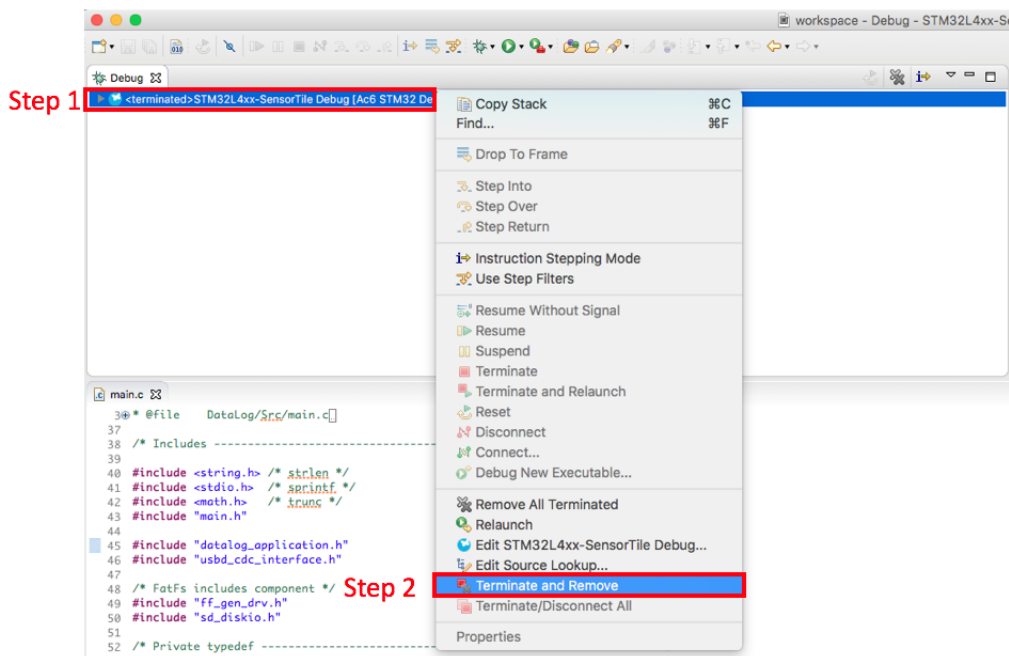 workspace - Debug - STM32L4xx-S
Debug
Step 1
<terminated>STM32L4xx-SensorTile Debug [Ac6 STM32 De
Copy Stack ⌘C
Find... ⌘F
Drop To Frame
Step Into
Step Over
Step Return
Instruction Stepping Mode
Use Step Filters
Resume Without Signal
Resume
Suspend
Terminate
Terminate and Relaunch
Reset
Disconnect
Connect...
Debug New Executable...
Remove All Terminated
Relaunch
Edit STM32L4xx-SensorTile Debug...
Edit Source Lookup...
Step 2
Terminate and Remove
Terminate/Disconnect All
Properties
main.c
3 * @file DataLog/Src/main.c
37
38 /* Includes ---------------------------------
39
40 #include <string.h> /* strlen */
41 #include <stdio.h> /* sprintf */
42 #include <math.h> /* trunc */
43 #include "main.h"
44
45 #include "datalog_application.h"
46 #include "usbd_cdc_interface.h"
47
48 /* FatFs includes component */
49 #include "ff_gen_drv.h"
50 #include "sd_diskio.h"
51
52 /* Private typedef --------------------------